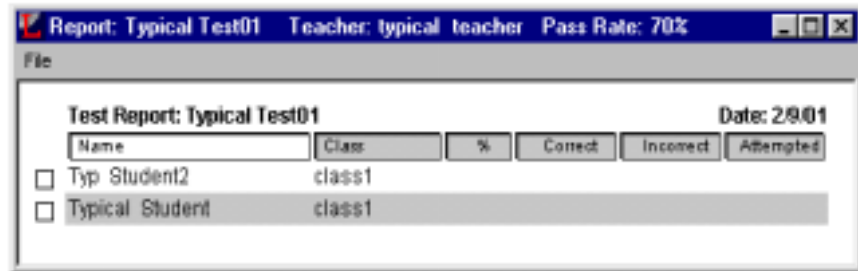 Report: Typical Test01 Teacher: typical teacher Pass Rate: 70%
File
Test Report: Typical Test01 Date: 2/9/01
Name Class % Correct Incorrect Attempted
Typ Student2 class1
Typical Student class1